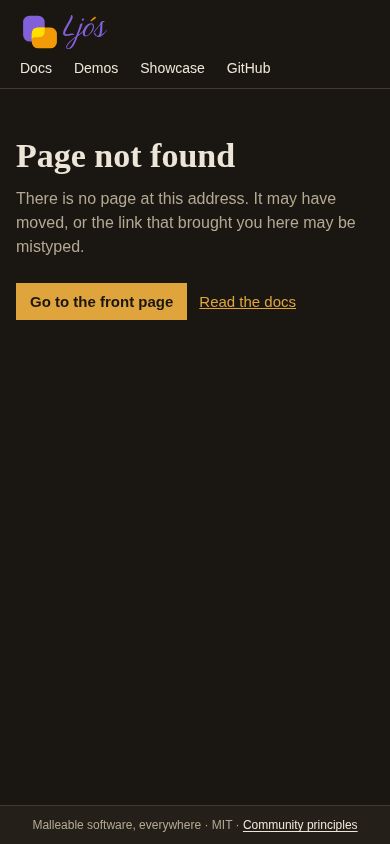 Ljós
Docs Demos Showcase GitHub
Page not found
There is no page at this address. It may have
moved, or the link that brought you here may be
mistyped.
Go to the front page Read the docs
Malleable software, everywhere · MIT · Community principles